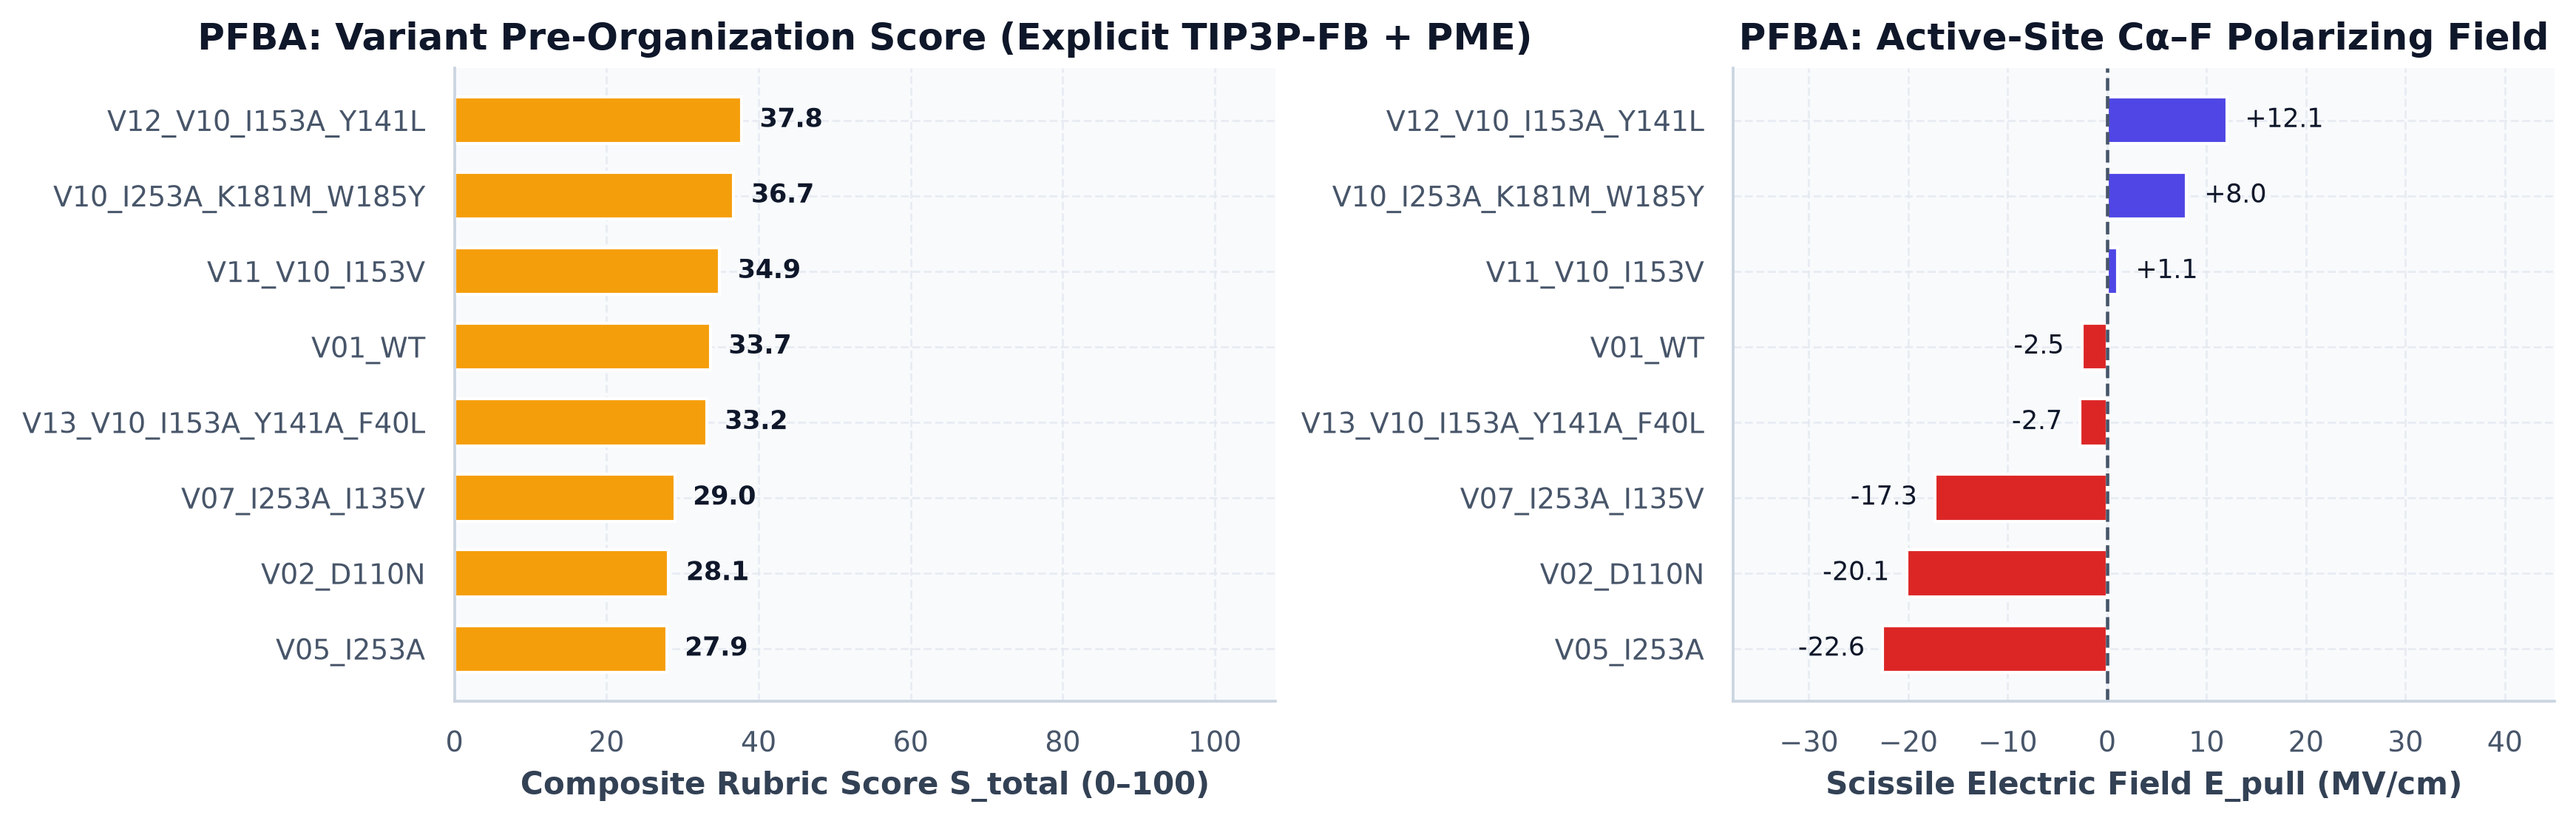 PFBA: Variant Pre-Organization Score (Explicit TIP3P-FB + PME)
V12_V10_I153A_Y141L
37.8
V10_I253A_K181M_W185Y
36.7
V11_V10_I153V
34.9
V01_WT
33.7
V13_V10_I153A_Y141A_F40L
33.2
V07_I253A_I135V
29.0
V02_D110N
28.1
V05_I253A
27.9
0 20 40 60 80 100
Composite Rubric Score S_total (0–100)
PFBA: Active-Site Cα–F Polarizing Field
V12_V10_I153A_Y141L
+12.1
V10_I253A_K181M_W185Y
+8.0
V11_V10_I153V
+1.1
V01_WT
-2.5
V13_V10_I153A_Y141A_F40L
-2.7
V07_I253A_I135V
-17.3
V02_D110N
-20.1
V05_I253A
-22.6
−30 −20 −10 0 10 20 30 40
Scissile Electric Field E_pull (MV/cm)